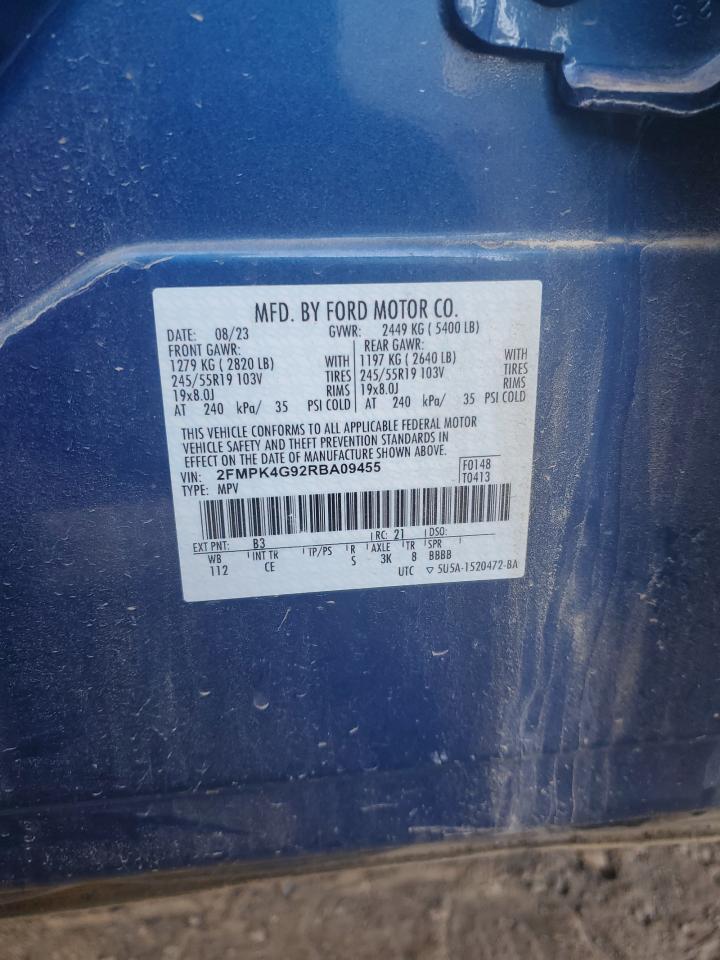 MFD. BY FORD MOTOR CO.
DATE: 08/23 GVWR: 2449 KG ( 5400 LB)
FRONT GAWR: REAR GAWR:
1279 KG ( 2820 LB) WITH 1197 KG ( 2640 LB) WITH
245/55R19 103V TIRES 245/55R19 103V TIRES
19x8.0J RIMS 19x8.0J RIMS
AT 240 kPa/ 35 PSI COLD AT 240 kPa/ 35 PSI COLD
THIS VEHICLE CONFORMS TO ALL APPLICABLE FEDERAL MOTOR
VEHICLE SAFETY AND THEFT PREVENTION STANDARDS IN
EFFECT ON THE DATE OF MANUFACTURE SHOWN ABOVE.
VIN: 2FMPK4G92RBA09455 F0148
TYPE: MPV T0413
EXT PNT: B3 RC: 21 DSO:
WB INT TR TP/PS R AXLE TR SPR
112 CE S 3K 8 BBBB
UTC ▽ 5U5A-1520472-BA